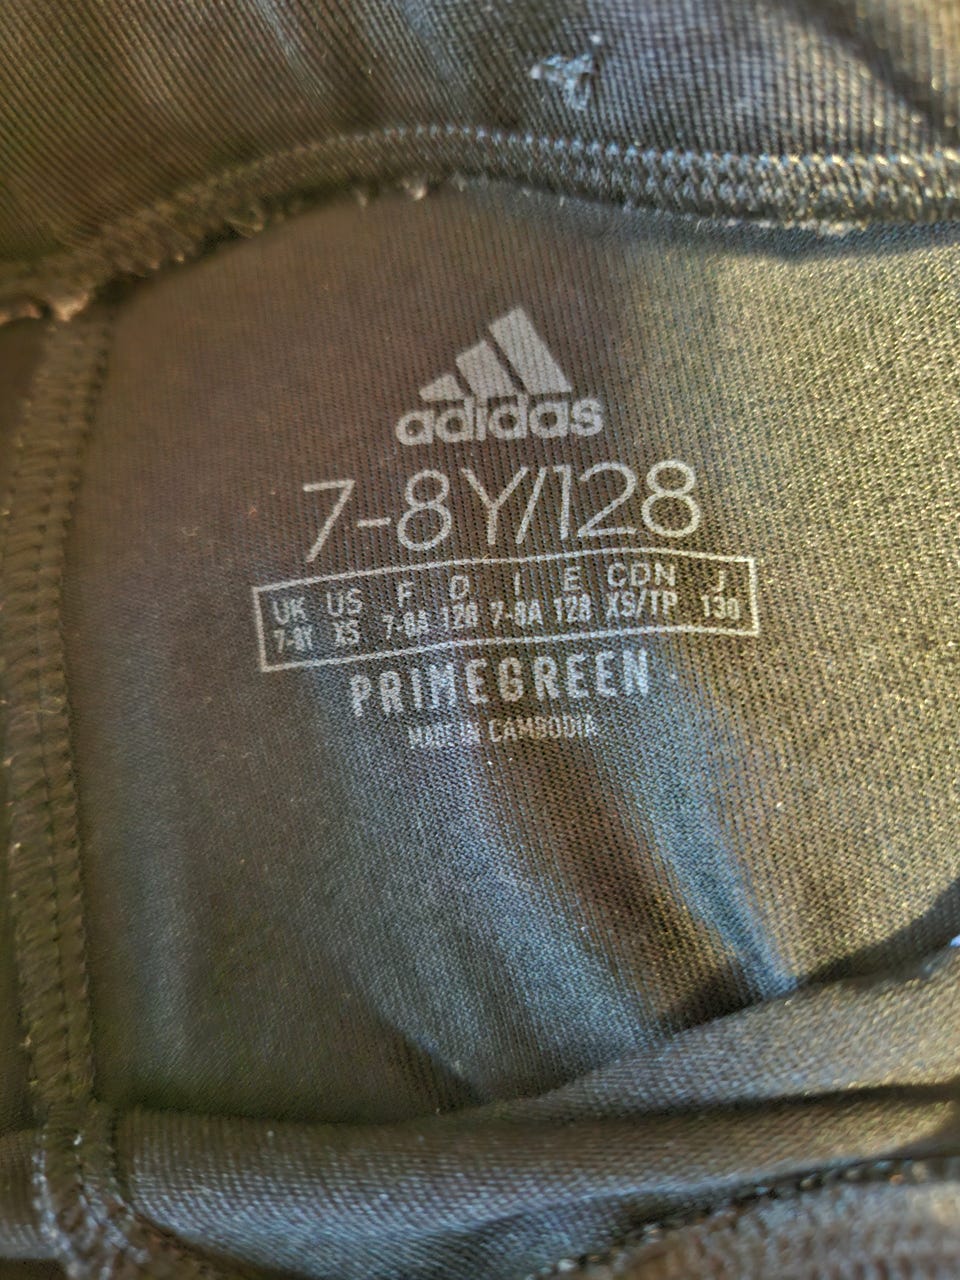 adidas
7-8Y/128
UK US F D I E CDN J
7-8Y XS 7-8A 128 7-8A 128 XS/TP 130
PRIMEGREEN
MADE IN CAMBODIA